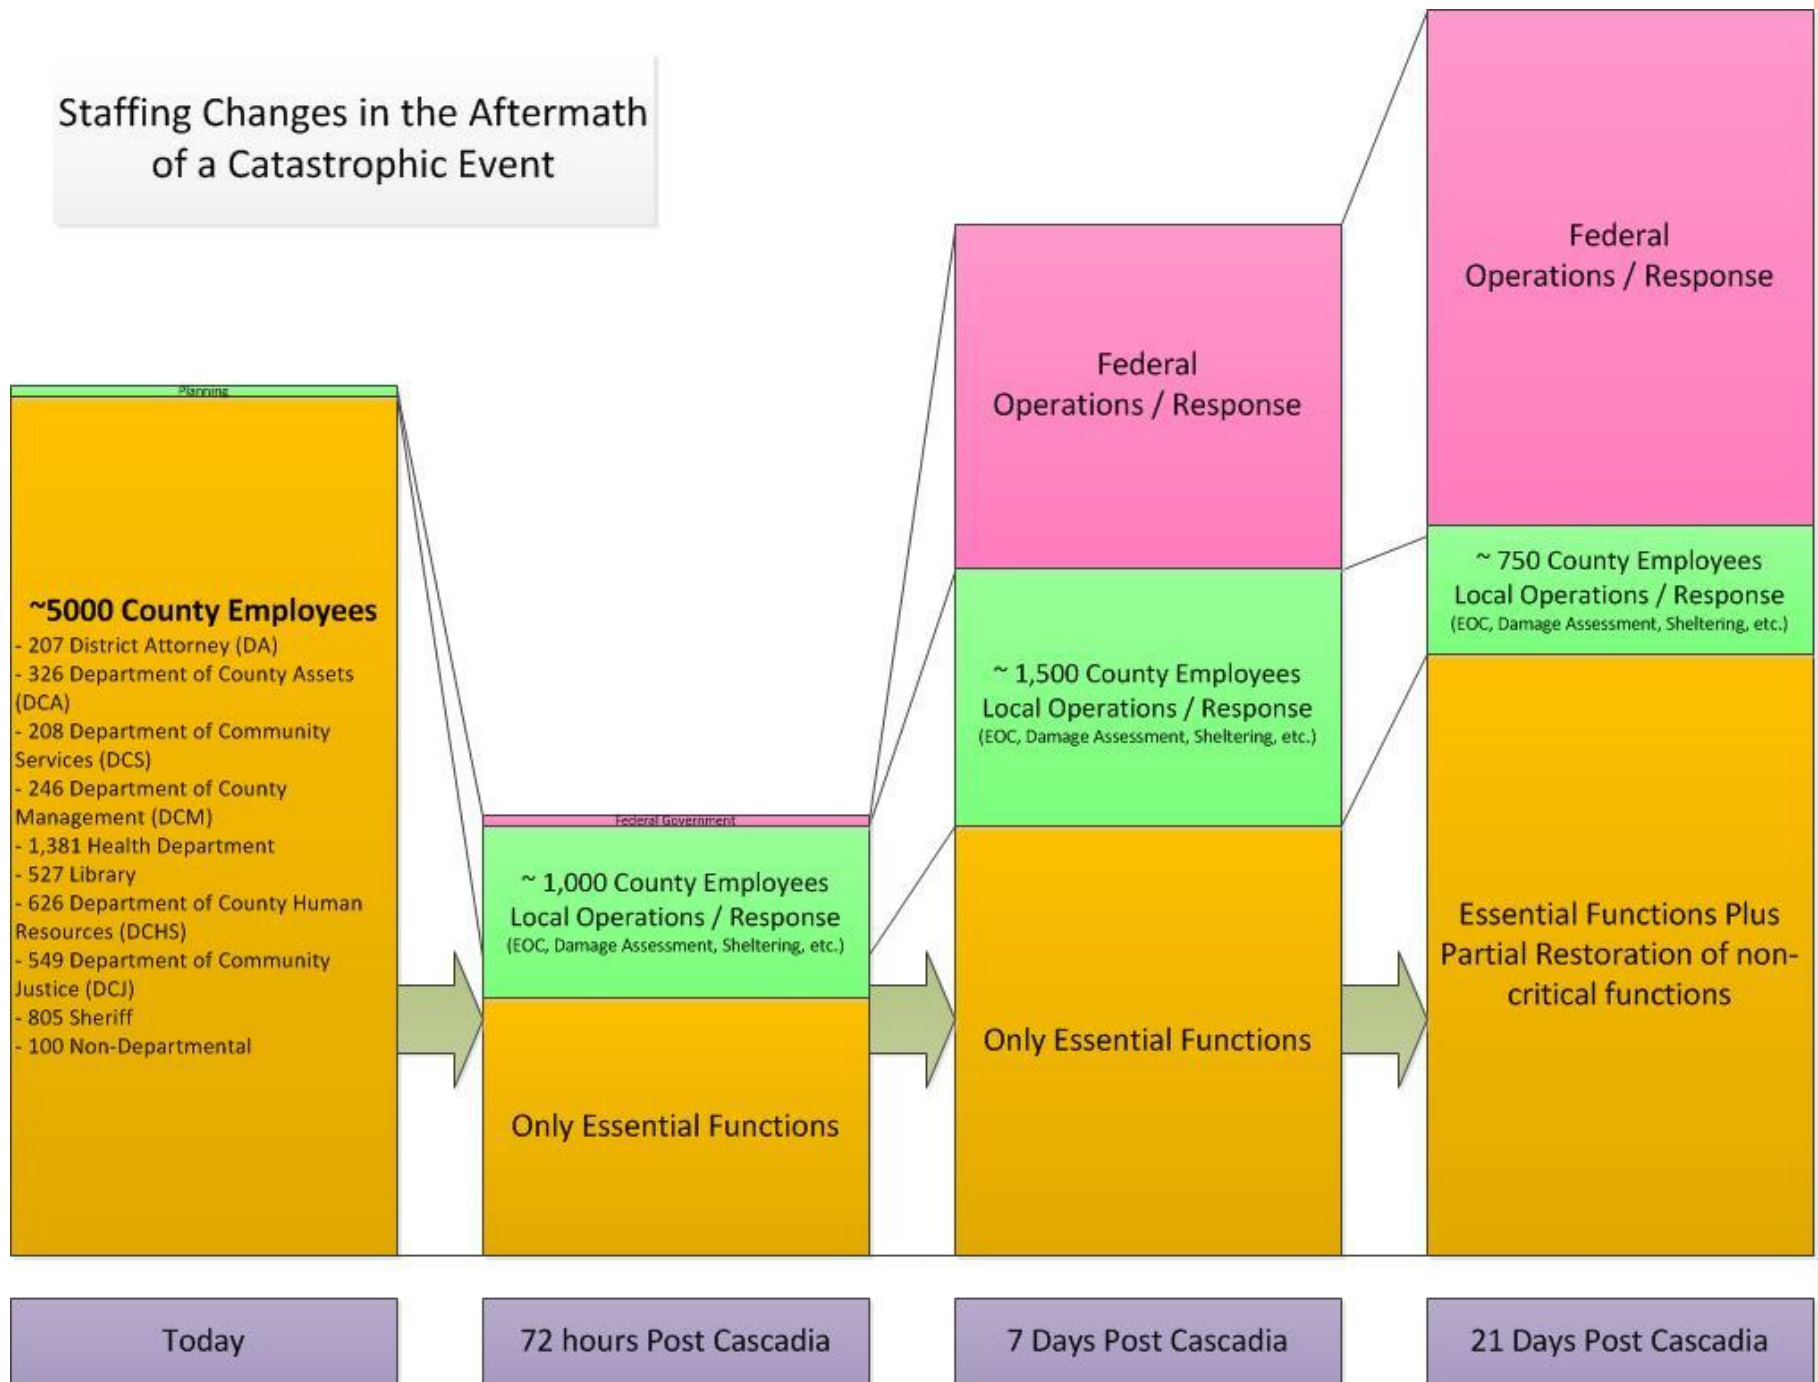 Staffing Changes in the Aftermath
of a Catastrophic Event
Planning
~5000 County Employees
- 207 District Attorney (DA)
- 326 Department of County Assets
(DCA)
- 208 Department of Community
Services (DCS)
- 246 Department of County
Management (DCM)
- 1,381 Health Department
- 527 Library
- 626 Department of County Human
Resources (DCHS)
- 549 Department of Community
Justice (DCJ)
- 805 Sheriff
- 100 Non-Departmental
Today
Federal Government
~ 1,000 County Employees
Local Operations / Response
(EOC, Damage Assessment, Sheltering, etc.)
Only Essential Functions
72 hours Post Cascadia
Federal
Operations / Response
~ 1,500 County Employees
Local Operations / Response
(EOC, Damage Assessment, Sheltering, etc.)
Only Essential Functions
7 Days Post Cascadia
Federal
Operations / Response
~ 750 County Employees
Local Operations / Response
(EOC, Damage Assessment, Sheltering, etc.)
Essential Functions Plus
Partial Restoration of non-
critical functions
21 Days Post Cascadia